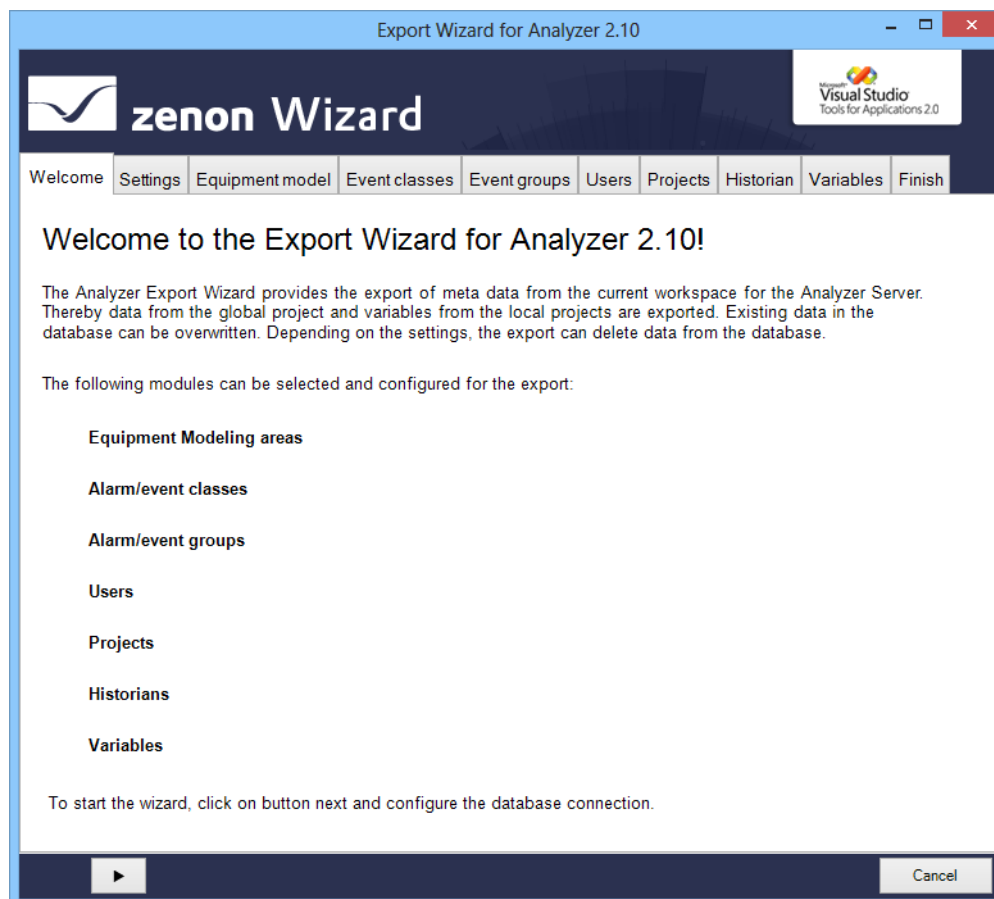 Export Wizard for Analyzer 2.10
zenon Wizard
Microsoft
Visual Studio
Tools for Applications 2.0
Welcome Settings Equipment model Event classes Event groups Users Projects Historian Variables Finish
Welcome to the Export Wizard for Analyzer 2.10!
The Analyzer Export Wizard provides the export of meta data from the current workspace for the Analyzer Server.
Thereby data from the global project and variables from the local projects are exported. Existing data in the
database can be overwritten. Depending on the settings, the export can delete data from the database.
The following modules can be selected and configured for the export:
Equipment Modeling areas
Alarm/event classes
Alarm/event groups
Users
Projects
Historians
Variables
To start the wizard, click on button next and configure the database connection.
Cancel